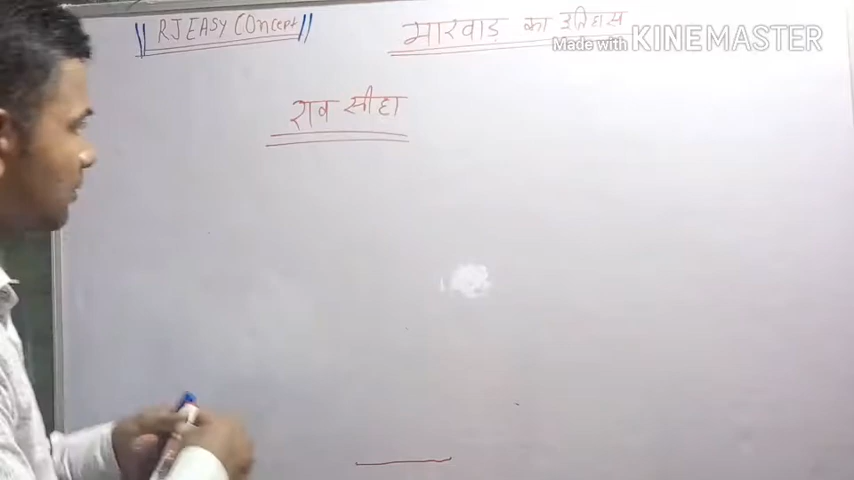 || RJ EASY CONCEPT ||
मारवाड़ का इतिहास
Made with KINEMASTER
राव सीहा